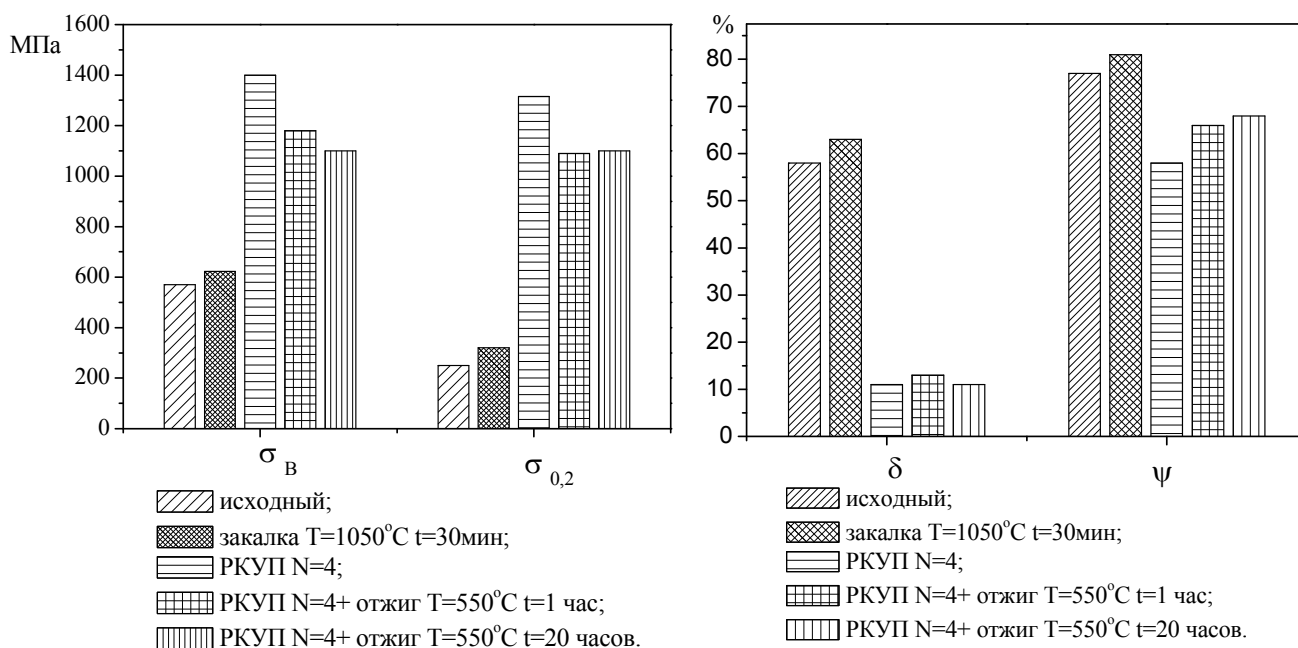 МПа
1600
1400
1200
1000
800
600
400
200
0
σ В
σ 0,2
исходный;
закалка T=1050°C t=30мин;
РКУП N=4;
РКУП N=4+ отжиг T=550°C t=1 час;
РКУП N=4+ отжиг T=550°C t=20 часов.
%
80
70
60
50
40
30
20
10
0
δ
ψ
исходный;
закалка T=1050°C t=30мин;
РКУП N=4;
РКУП N=4+ отжиг T=550°C t=1 час;
РКУП N=4+ отжиг T=550°C t=20 часов.